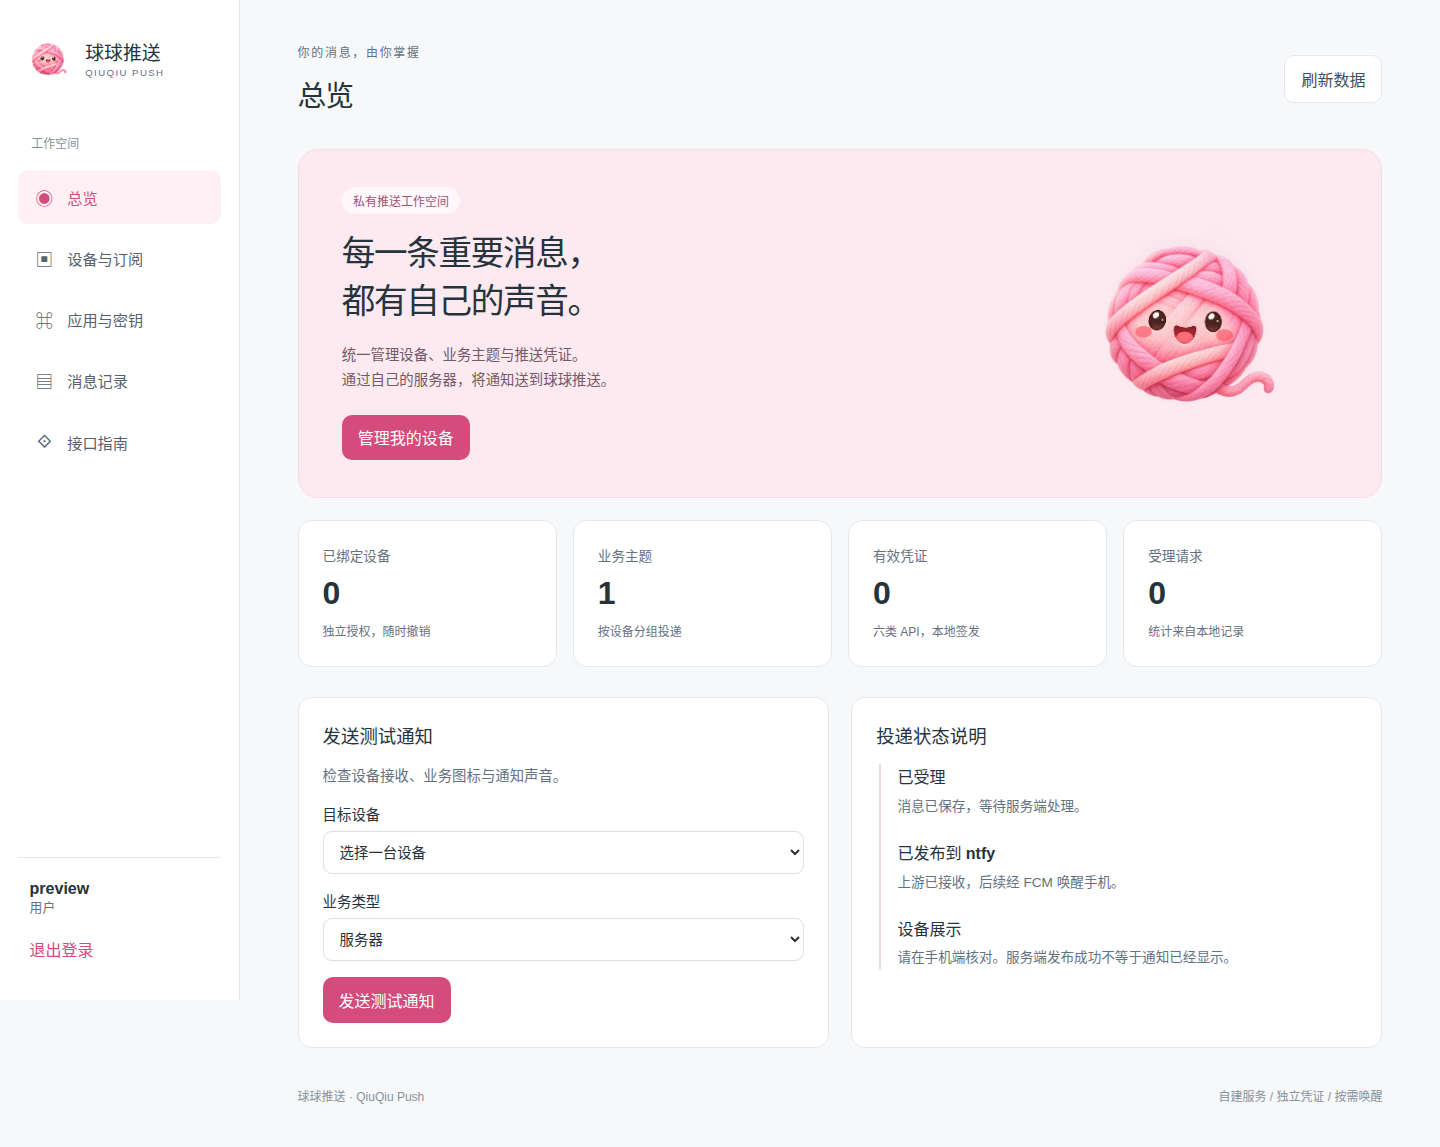 球球推送
QIUQIU PUSH
工作空间
总览
设备与订阅
应用与密钥
消息记录
接口指南
preview
用户
退出登录
你的消息，由你掌握
总览
刷新数据
私有推送工作空间
每一条重要消息，
都有自己的声音。
统一管理设备、业务主题与推送凭证。
通过自己的服务器，将通知送到球球推送。
管理我的设备
已绑定设备
0
独立授权，随时撤销
业务主题
1
按设备分组投递
有效凭证
0
六类 API，本地签发
受理请求
0
统计来自本地记录
发送测试通知
检查设备接收、业务图标与通知声音。
目标设备
选择一台设备
业务类型
服务器
发送测试通知
投递状态说明
已受理
消息已保存，等待服务端处理。
已发布到 ntfy
上游已接收，后续经 FCM 唤醒手机。
设备展示
请在手机端核对。服务端发布成功不等于通知已经显示。
球球推送 · QiuQiu Push
自建服务 / 独立凭证 / 按需唤醒